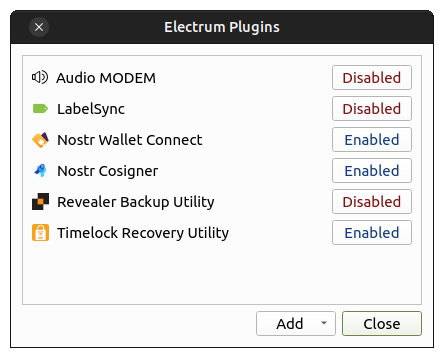 Electrum Plugins
Audio MODEM Disabled
LabelSync Disabled
Nostr Wallet Connect Enabled
Nostr Cosigner Enabled
Revealer Backup Utility Disabled
Timelock Recovery Utility Enabled
Add Close